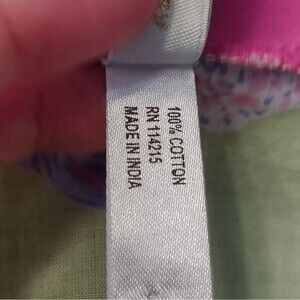 100% COTTON
RN 114215
MADE IN INDIA